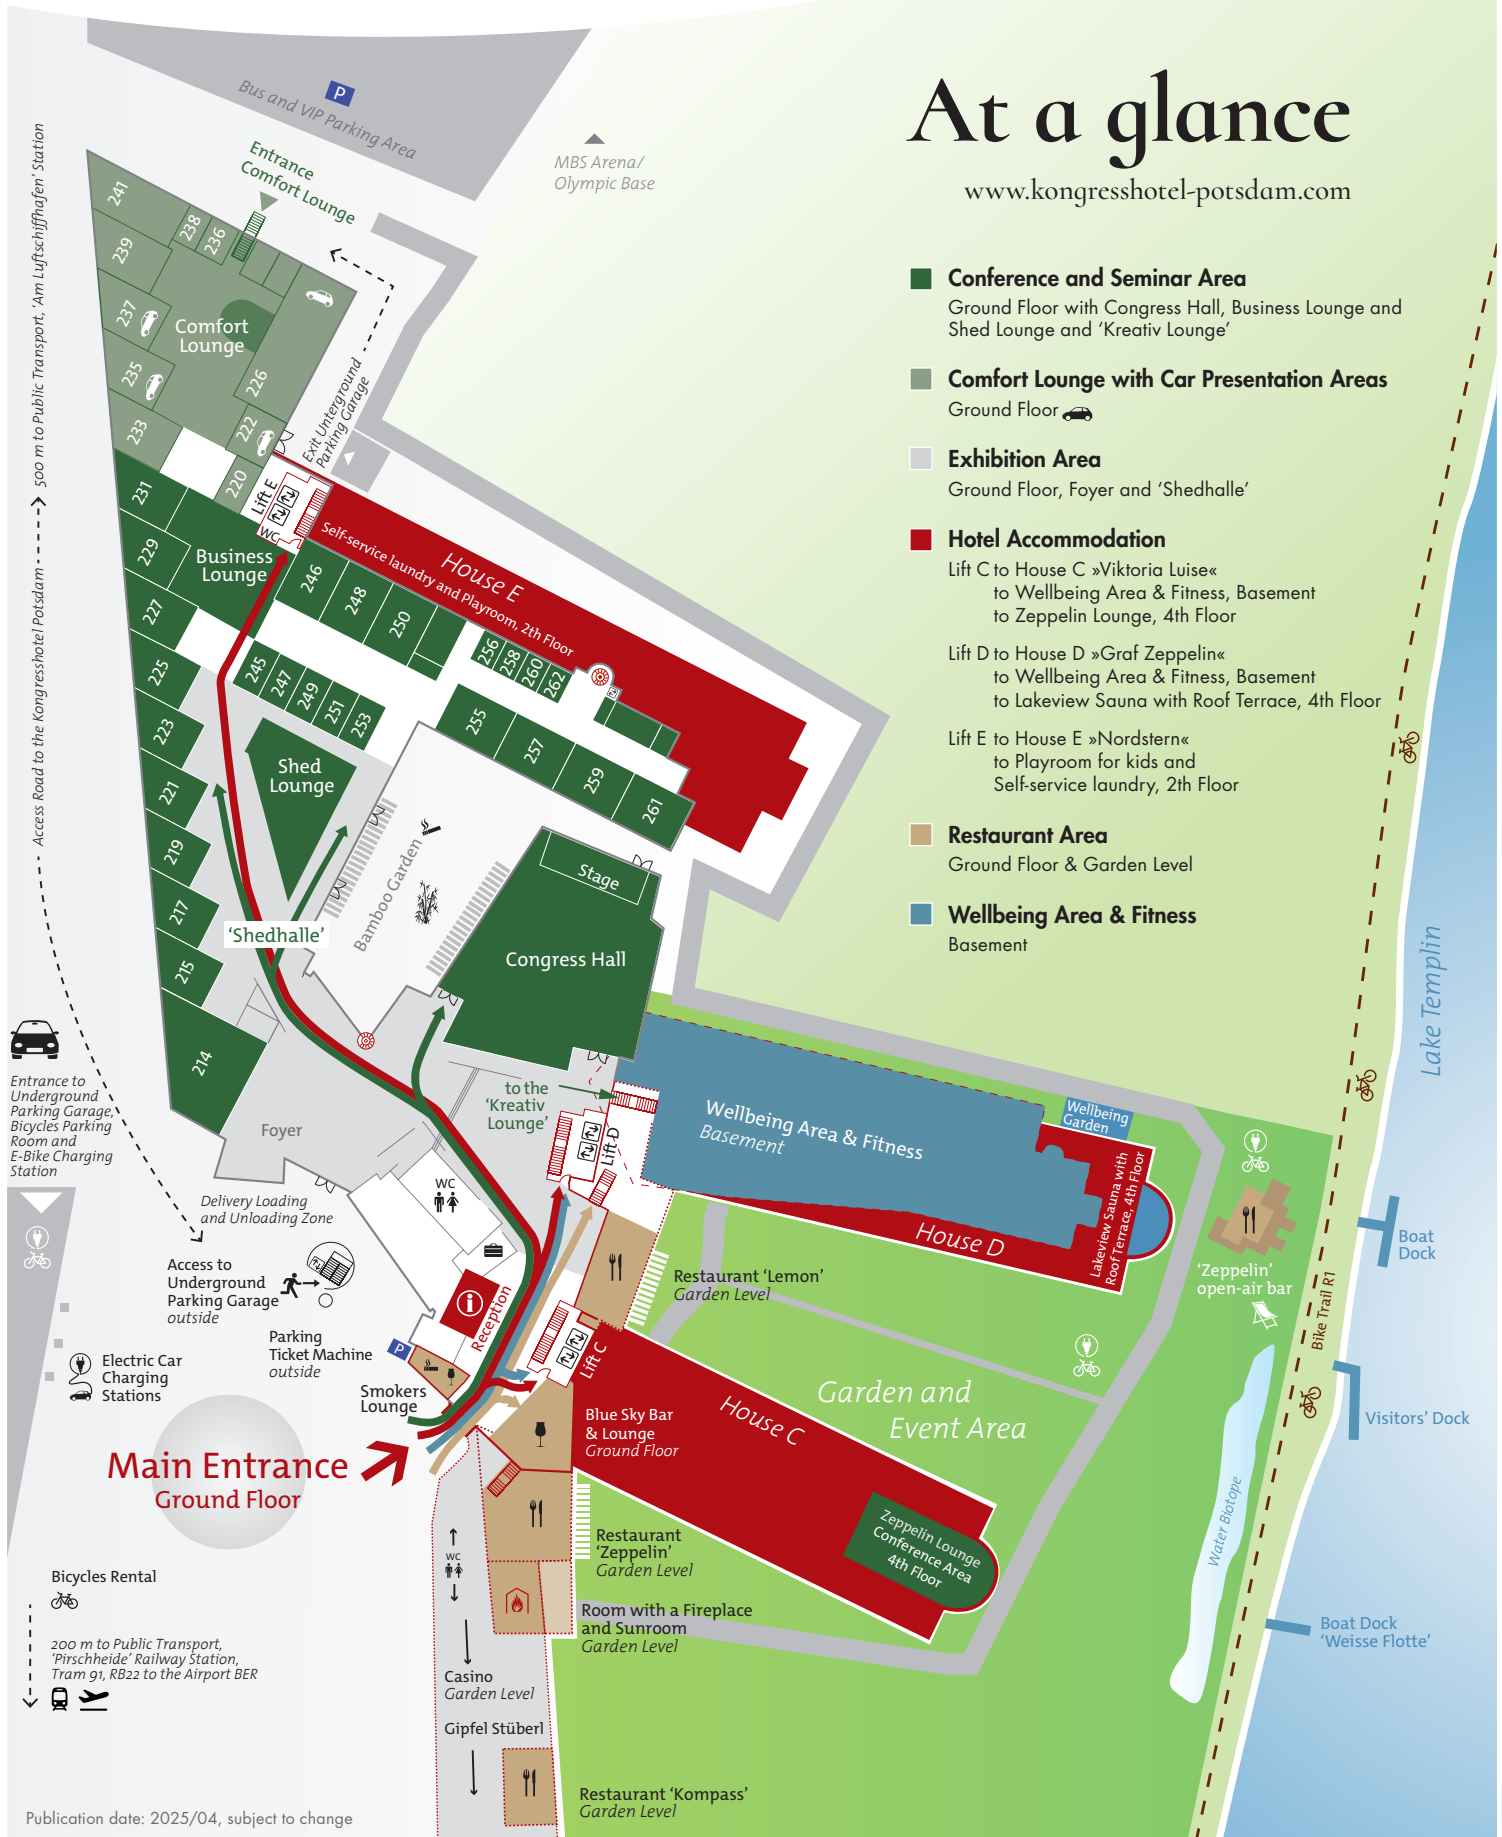 At a glance
www.kongresshotel-potsdam.com
Conference and Seminar Area
Ground Floor with Congress Hall, Business Lounge and
Shed Lounge and ‘Kreativ Lounge’
Comfort Lounge with Car Presentation Areas
Ground Floor
Exhibition Area
Ground Floor, Foyer and ‘Shedhalle’
Hotel Accommodation
Lift C to House C »Viktoria Luise«
to Wellbeing Area & Fitness, Basement
to Zeppelin Lounge, 4th Floor
Lift D to House D »Graf Zeppelin«
to Wellbeing Area & Fitness, Basement
to Lakeview Sauna with Roof Terrace, 4th Floor
Lift E to House E »Nordstern«
to Playroom for kids and
Self-service laundry, 2th Floor
Restaurant Area
Ground Floor & Garden Level
Wellbeing Area & Fitness
Basement
P
Bus and VIP Parking Area
MBS Arena/
Olympic Base
Entrance
Comfort Lounge
500 m to Public Transport, ‘Am Luftschiffhafen’ Station
Access Road to the Kongresshotel Potsdam
241
239
238
236
237
235
233
Comfort
Lounge
226
222
220
Exit Unterground
Parking Garage
Lift E
WC
231
229
227
225
223
221
219
217
215
214
Business
Lounge
House E
Self-service laundry and Playroom, 2th Floor
246
248
250
256
258
260
262
245
247
249
251
253
255
257
259
261
Shed
Lounge
Bamboo Garden
‘Shedhalle’
Stage
Congress Hall
to the
‘Kreativ
Lounge’
Lift D
Foyer
WC
Wellbeing Area & Fitness
Basement
Wellbeing
Garden
House D
Lakeview Sauna with
Roof Terrace, 4th Floor
Entrance to
Underground
Parking Garage,
Bicycles Parking
Room and
E-Bike Charging
Station
Delivery Loading
and Unloading Zone
Access to
Underground
Parking Garage
outside
Parking
Ticket Machine
outside
P
Reception
Smokers
Lounge
Electric Car
Charging
Stations
Main Entrance
Ground Floor
Lift C
Restaurant ‘Lemon’
Garden Level
Blue Sky Bar
& Lounge
Ground Floor
House C
Zeppelin Lounge
Conference Area
4th Floor
Garden and
Event Area
‘Zeppelin’
open-air bar
Bike Trail R1
Lake Templin
Boat
Dock
Visitors’ Dock
Water Biotope
Boat Dock
‘Weisse Flotte’
Restaurant
‘Zeppelin’
Garden Level
WC
Room with a Fireplace
and Sunroom
Garden Level
Casino
Garden Level
Gipfel Stüberl
Restaurant ‘Kompass’
Garden Level
Bicycles Rental
200 m to Public Transport,
‘Pirschheide’ Railway Station,
Tram 91, RB22 to the Airport BER
Publication date: 2025/04, subject to change